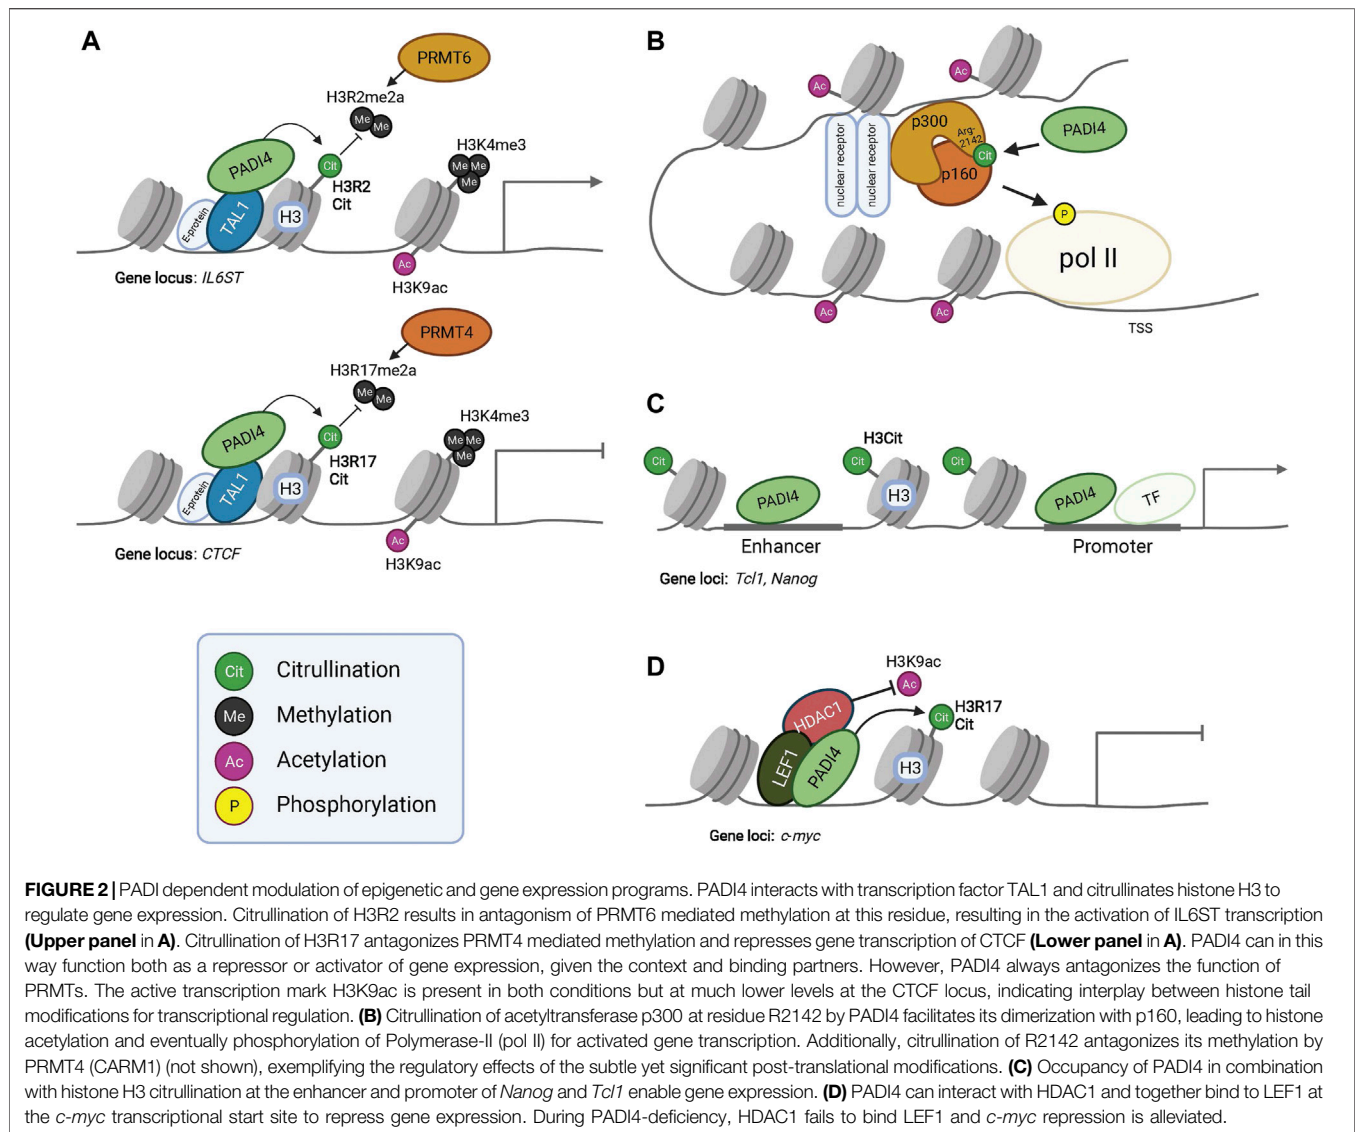 A
PRMT6
H3R2me2a
Me
Me
H3K4me3
Me
Me
Me
PADI4
Cit
H3R2
Cit
E-protein
TAL1
H3
Ac
H3K9ac
Gene locus: IL6ST
PRMT4
H3R17me2a
Me
Me
H3K4me3
Me
Me
Me
PADI4
Cit
H3R17
Cit
E-protein
TAL1
H3
Ac
H3K9ac
Gene locus: CTCF
Cit Citrullination
Me Methylation
Ac Acetylation
P Phosphorylation
B
Ac
Ac
nuclear receptor
nuclear receptor
p300
Arg-
2142
Cit
p160
PADI4
P
pol II
Ac
Ac
TSS
C
Cit
PADI4
Enhancer
H3Cit
Cit
H3
Cit
PADI4
TF
Promoter
Gene loci: Tcl1, Nanog
D
H3K9ac
Ac
HDAC1
LEF1
PADI4
H3R17
Cit
Cit
H3
Gene loci: c-myc
FIGURE 2 | PADI dependent modulation of epigenetic and gene expression programs. PADI4 interacts with transcription factor TAL1 and citrullinates histone H3 to
regulate gene expression. Citrullination of H3R2 results in antagonism of PRMT6 mediated methylation at this residue, resulting in the activation of IL6ST transcription
(Upper panel in A). Citrullination of H3R17 antagonizes PRMT4 mediated methylation and represses gene transcription of CTCF (Lower panel in A). PADI4 can in this
way function both as a repressor or activator of gene expression, given the context and binding partners. However, PADI4 always antagonizes the function of
PRMTs. The active transcription mark H3K9ac is present in both conditions but at much lower levels at the CTCF locus, indicating interplay between histone tail
modifications for transcriptional regulation. (B) Citrullination of acetyltransferase p300 at residue R2142 by PADI4 facilitates its dimerization with p160, leading to histone
acetylation and eventually phosphorylation of Polymerase-II (pol II) for activated gene transcription. Additionally, citrullination of R2142 antagonizes its methylation by
PRMT4 (CARM1) (not shown), exemplifying the regulatory effects of the subtle yet significant post-translational modifications. (C) Occupancy of PADI4 in combination
with histone H3 citrullination at the enhancer and promoter of Nanog and Tcl1 enable gene expression. (D) PADI4 can interact with HDAC1 and together bind to LEF1 at
the c-myc transcriptional start site to repress gene expression. During PADI4-deficiency, HDAC1 fails to bind LEF1 and c-myc repression is alleviated.